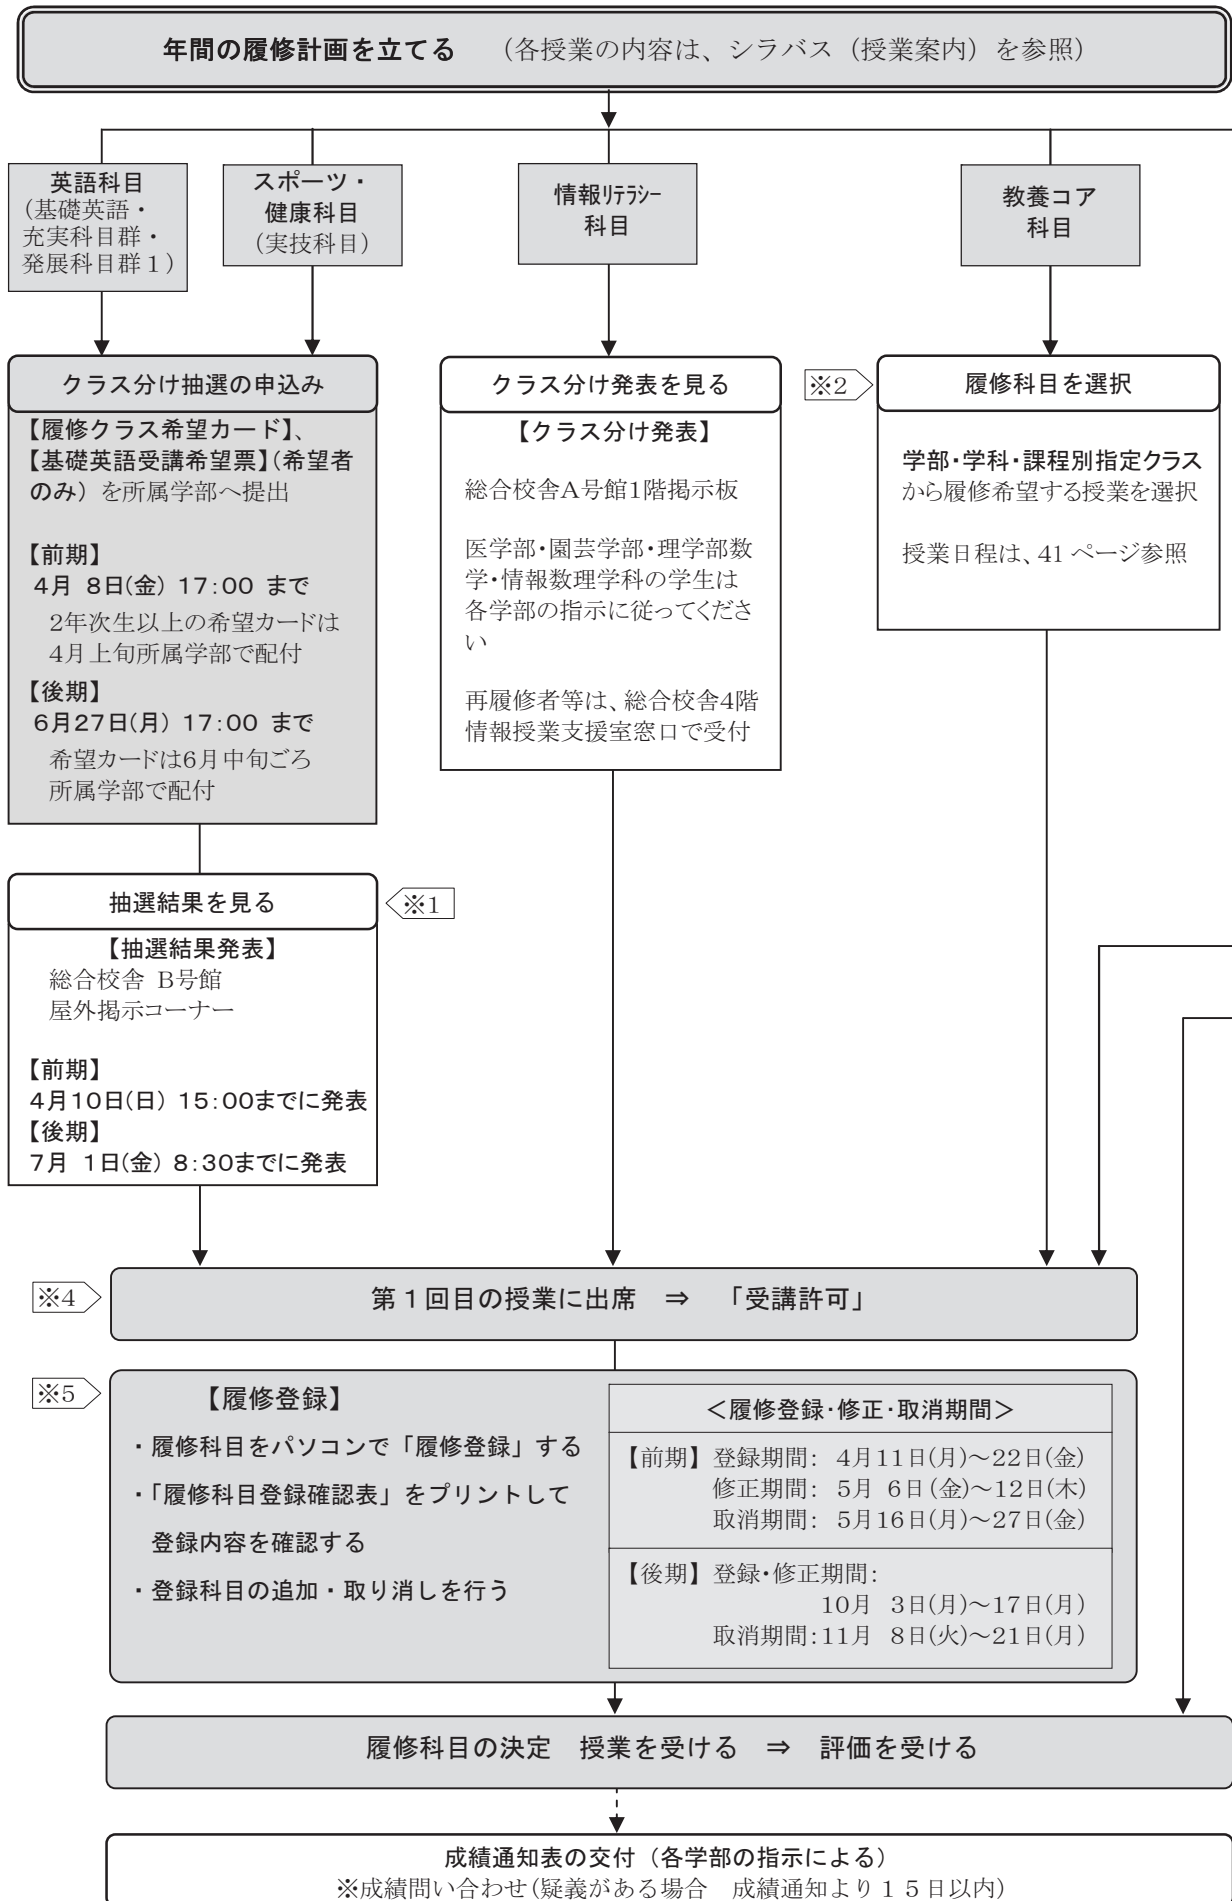 年間の履修計画を立てる （各授業の内容は、シラバス（授業案内）を参照）
英語科目
（基礎英語・
充実科目群・
発展科目群１）
スポーツ・
健康科目
（実技科目）
情報ﾘﾃﾗｼｰ
科目
教養コア
科目
クラス分け抽選の申込み
【履修クラス希望カード】、
【基礎英語受講希望票】(希望者
のみ）を所属学部へ提出
【前期】
4月 8日(金) 17:00 まで
2年次生以上の希望カードは
4月上旬所属学部で配付
【後期】
6月27日(月) 17:00 まで
希望カードは6月中旬ごろ
所属学部で配付
抽選結果を見る
※1
【抽選結果発表】
総合校舎 B号館
屋外掲示コーナー
【前期】
4月10日(日) 15:00までに発表
【後期】
7月 1日(金) 8:30までに発表
クラス分け発表を見る
【クラス分け発表】
総合校舎A号館1階掲示板
医学部・園芸学部・理学部数
学・情報数理学科の学生は
各学部の指示に従ってくださ
い
再履修者等は、総合校舎4階
情報授業支援室窓口で受付
※2
履修科目を選択
学部・学科・課程別指定クラス
から履修希望する授業を選択
授業日程は、41 ページ参照
※4
第１回目の授業に出席 ⇒ 「受講許可」
※5
【履修登録】
・履修科目をパソコンで「履修登録」する
・「履修科目登録確認表」をプリントして
登録内容を確認する
・登録科目の追加・取り消しを行う
＜履修登録・修正・取消期間＞
【前期】登録期間: 4月11日(月)～22日(金)
修正期間: 5月 6日(金)～12日(木)
取消期間: 5月16日(月)～27日(金)
【後期】登録・修正期間:
10月 3日(月)～17日(月)
取消期間:11月 8日(火)～21日(月)
履修科目の決定 授業を受ける ⇒ 評価を受ける
成績通知表の交付（各学部の指示による）
※成績問い合わせ(疑義がある場合 成績通知より１５日以内）